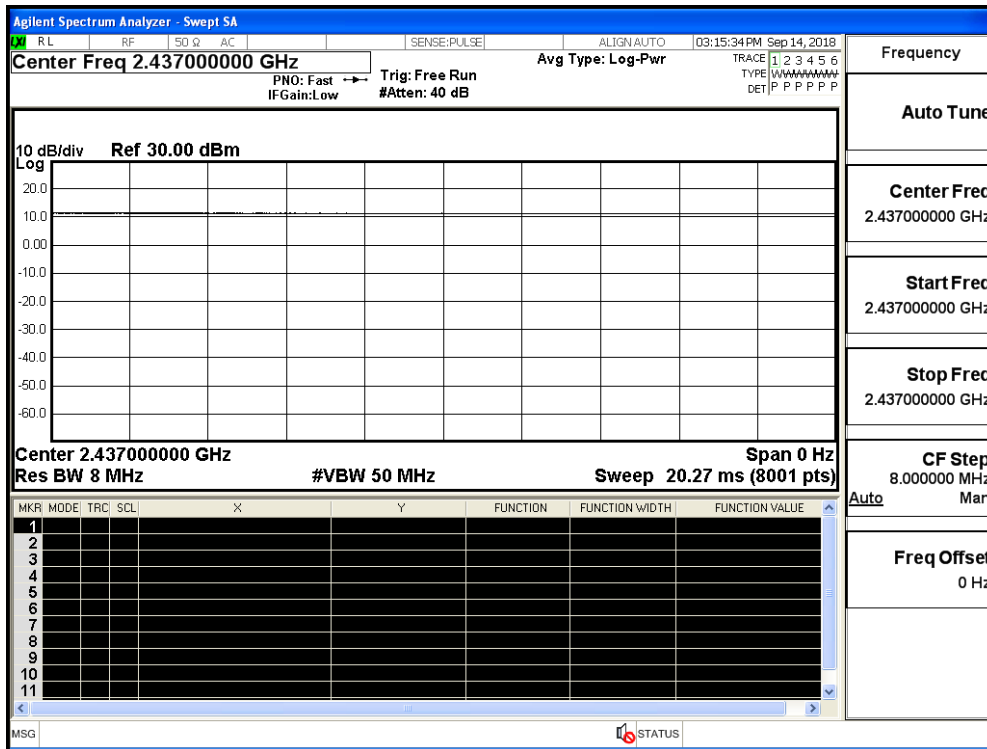 Agilent Spectrum Analyzer - Swept SA
LXI RL RF 50 Ω AC SENSE:PULSE ALIGN AUTO 03:15:34 PM Sep 14, 2018
Center Freq 2.437000000 GHz
PNO: Fast
IFGain:Low
Trig: Free Run
#Atten: 40 dB
Avg Type: Log-Pwr
TRACE 1 2 3 4 5 6
TYPE
DET P P P P P P
10 dB/div Ref 30.00 dBm
Log
20.0
10.0
0.00
-10.0
-20.0
-30.0
-40.0
-50.0
-60.0
Center 2.437000000 GHz Span 0 Hz
Res BW 8 MHz #VBW 50 MHz Sweep 20.27 ms (8001 pts)
MKR MODE TRC SCL X Y FUNCTION FUNCTION WIDTH FUNCTION VALUE
1
2
3
4
5
6
7
8
9
10
11
MSG STATUS
Frequency
Auto Tune
Center Freq
2.437000000 GHz
Start Freq
2.437000000 GHz
Stop Freq
2.437000000 GHz
CF Step
8.000000 MHz
Auto Man
Freq Offset
0 Hz